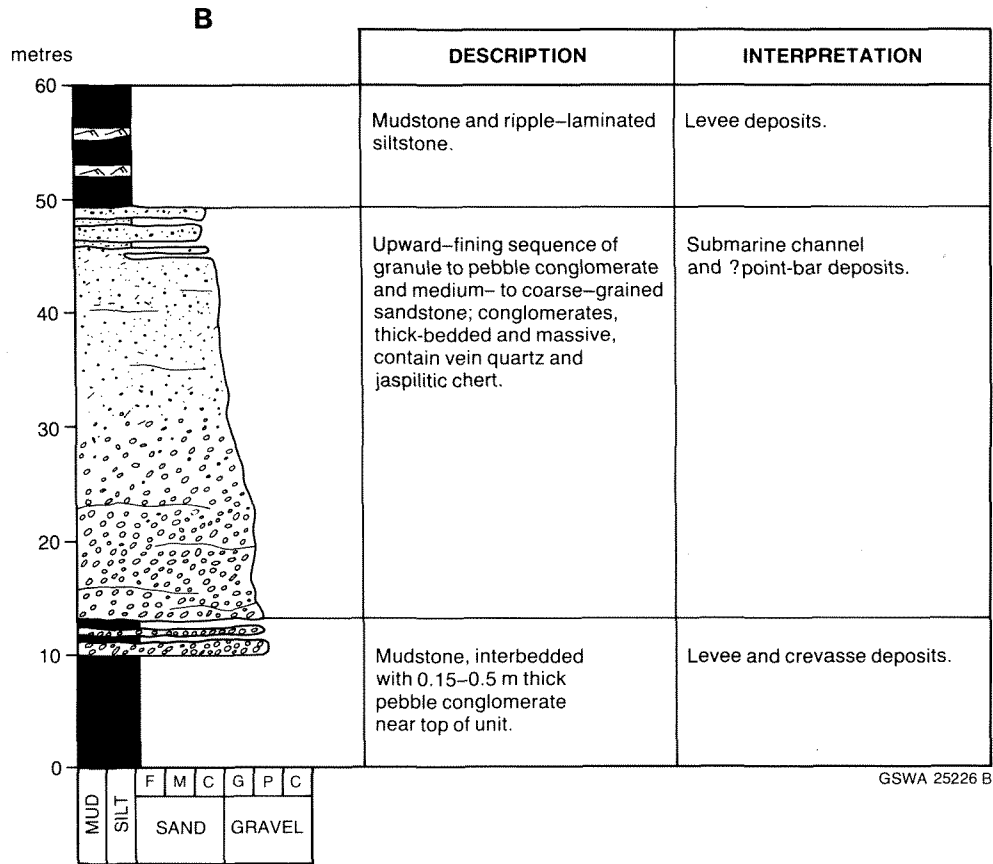 B
metres
DESCRIPTION
INTERPRETATION
60
Mudstone and ripple–laminated
siltstone.
Levee deposits.
50
Upward–fining sequence of
granule to pebble conglomerate
and medium– to coarse–grained
sandstone; conglomerates,
thick-bedded and massive,
contain vein quartz and
jaspilitic chert.
Submarine channel
and ?point-bar deposits.
40
30
20
10
Mudstone, interbedded
with 0.15–0.5 m thick
pebble conglomerate
near top of unit.
Levee and crevasse deposits.
0
MUD
SILT
F M C G P C
SAND GRAVEL
GSWA 25226 B